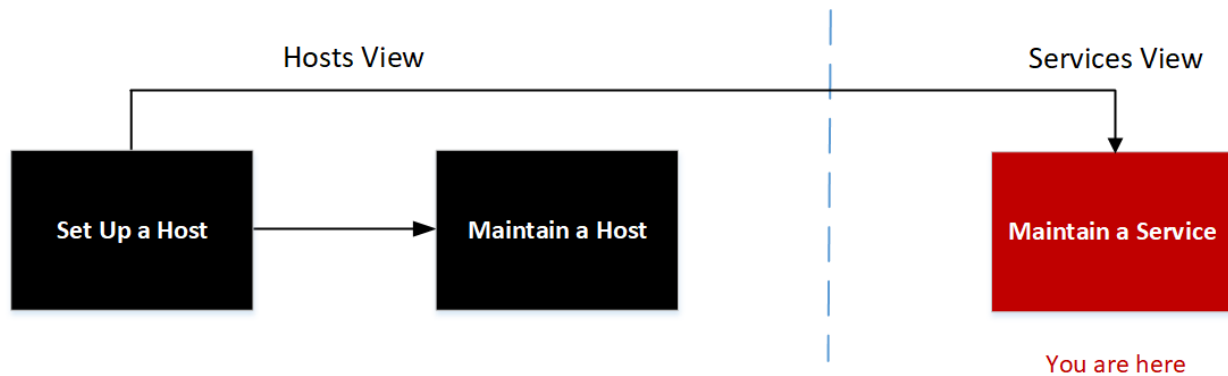 Hosts View
Services View
Set Up a Host
Maintain a Host
Maintain a Service
You are here